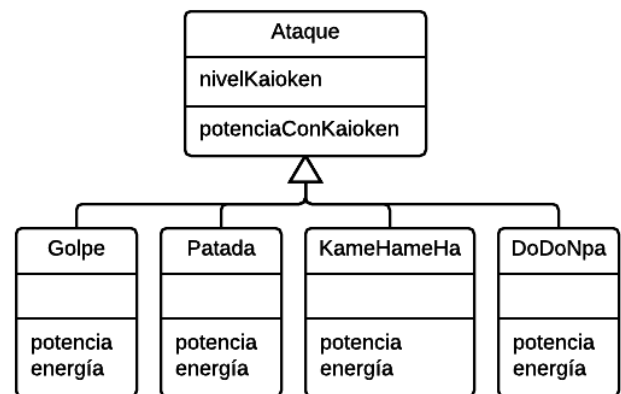 Ataque
nivelKaioken
potenciaConKaioken
Golpe
potencia
energía
Patada
potencia
energía
KameHameHa
potencia
energía
DoDoNpa
potencia
energía